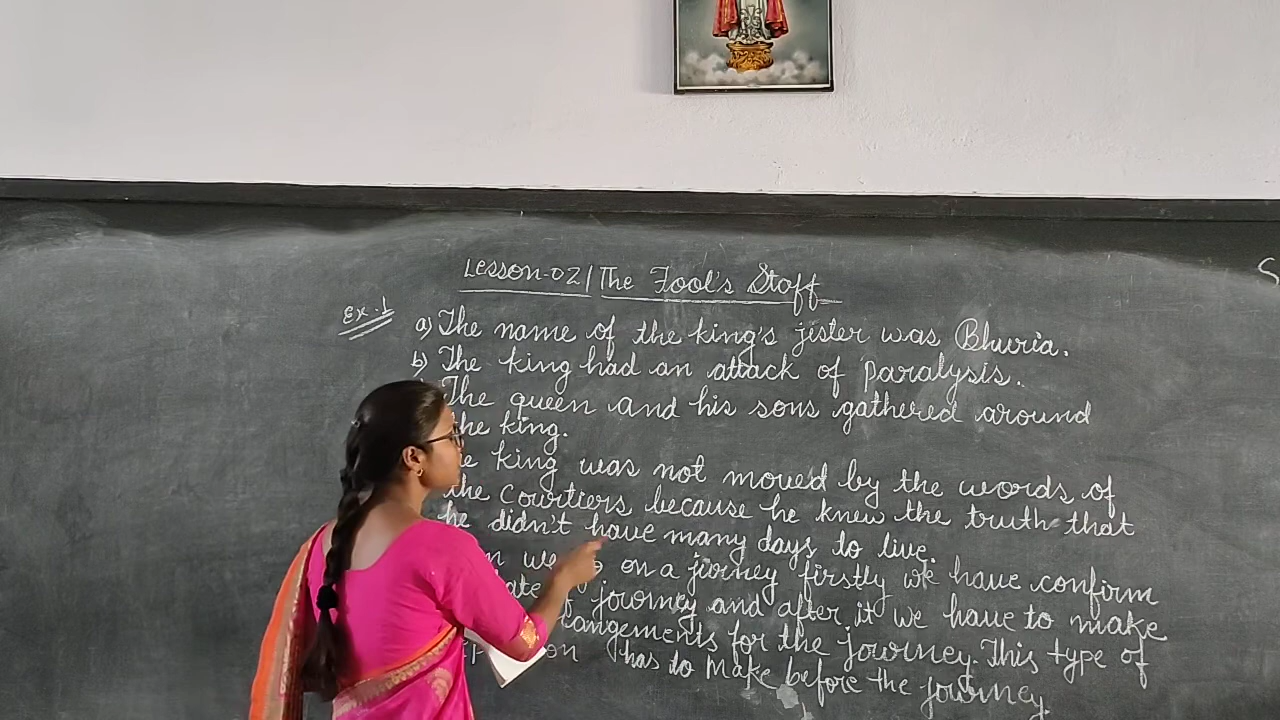 Lesson-02/The Fool's Staff
Ex.1
a) The name of the king's jister was Bhuria.
b) The king had an attack of paralysis.
The queen and his sons gathered around
the king.
king was not moved by the words of
the courtiers because he knew the truth that
he didn't have many days to live.
on a jorney firstly we have confirm
journey and after it we have to make
for the journey. This type of
has to make before the journey.
S